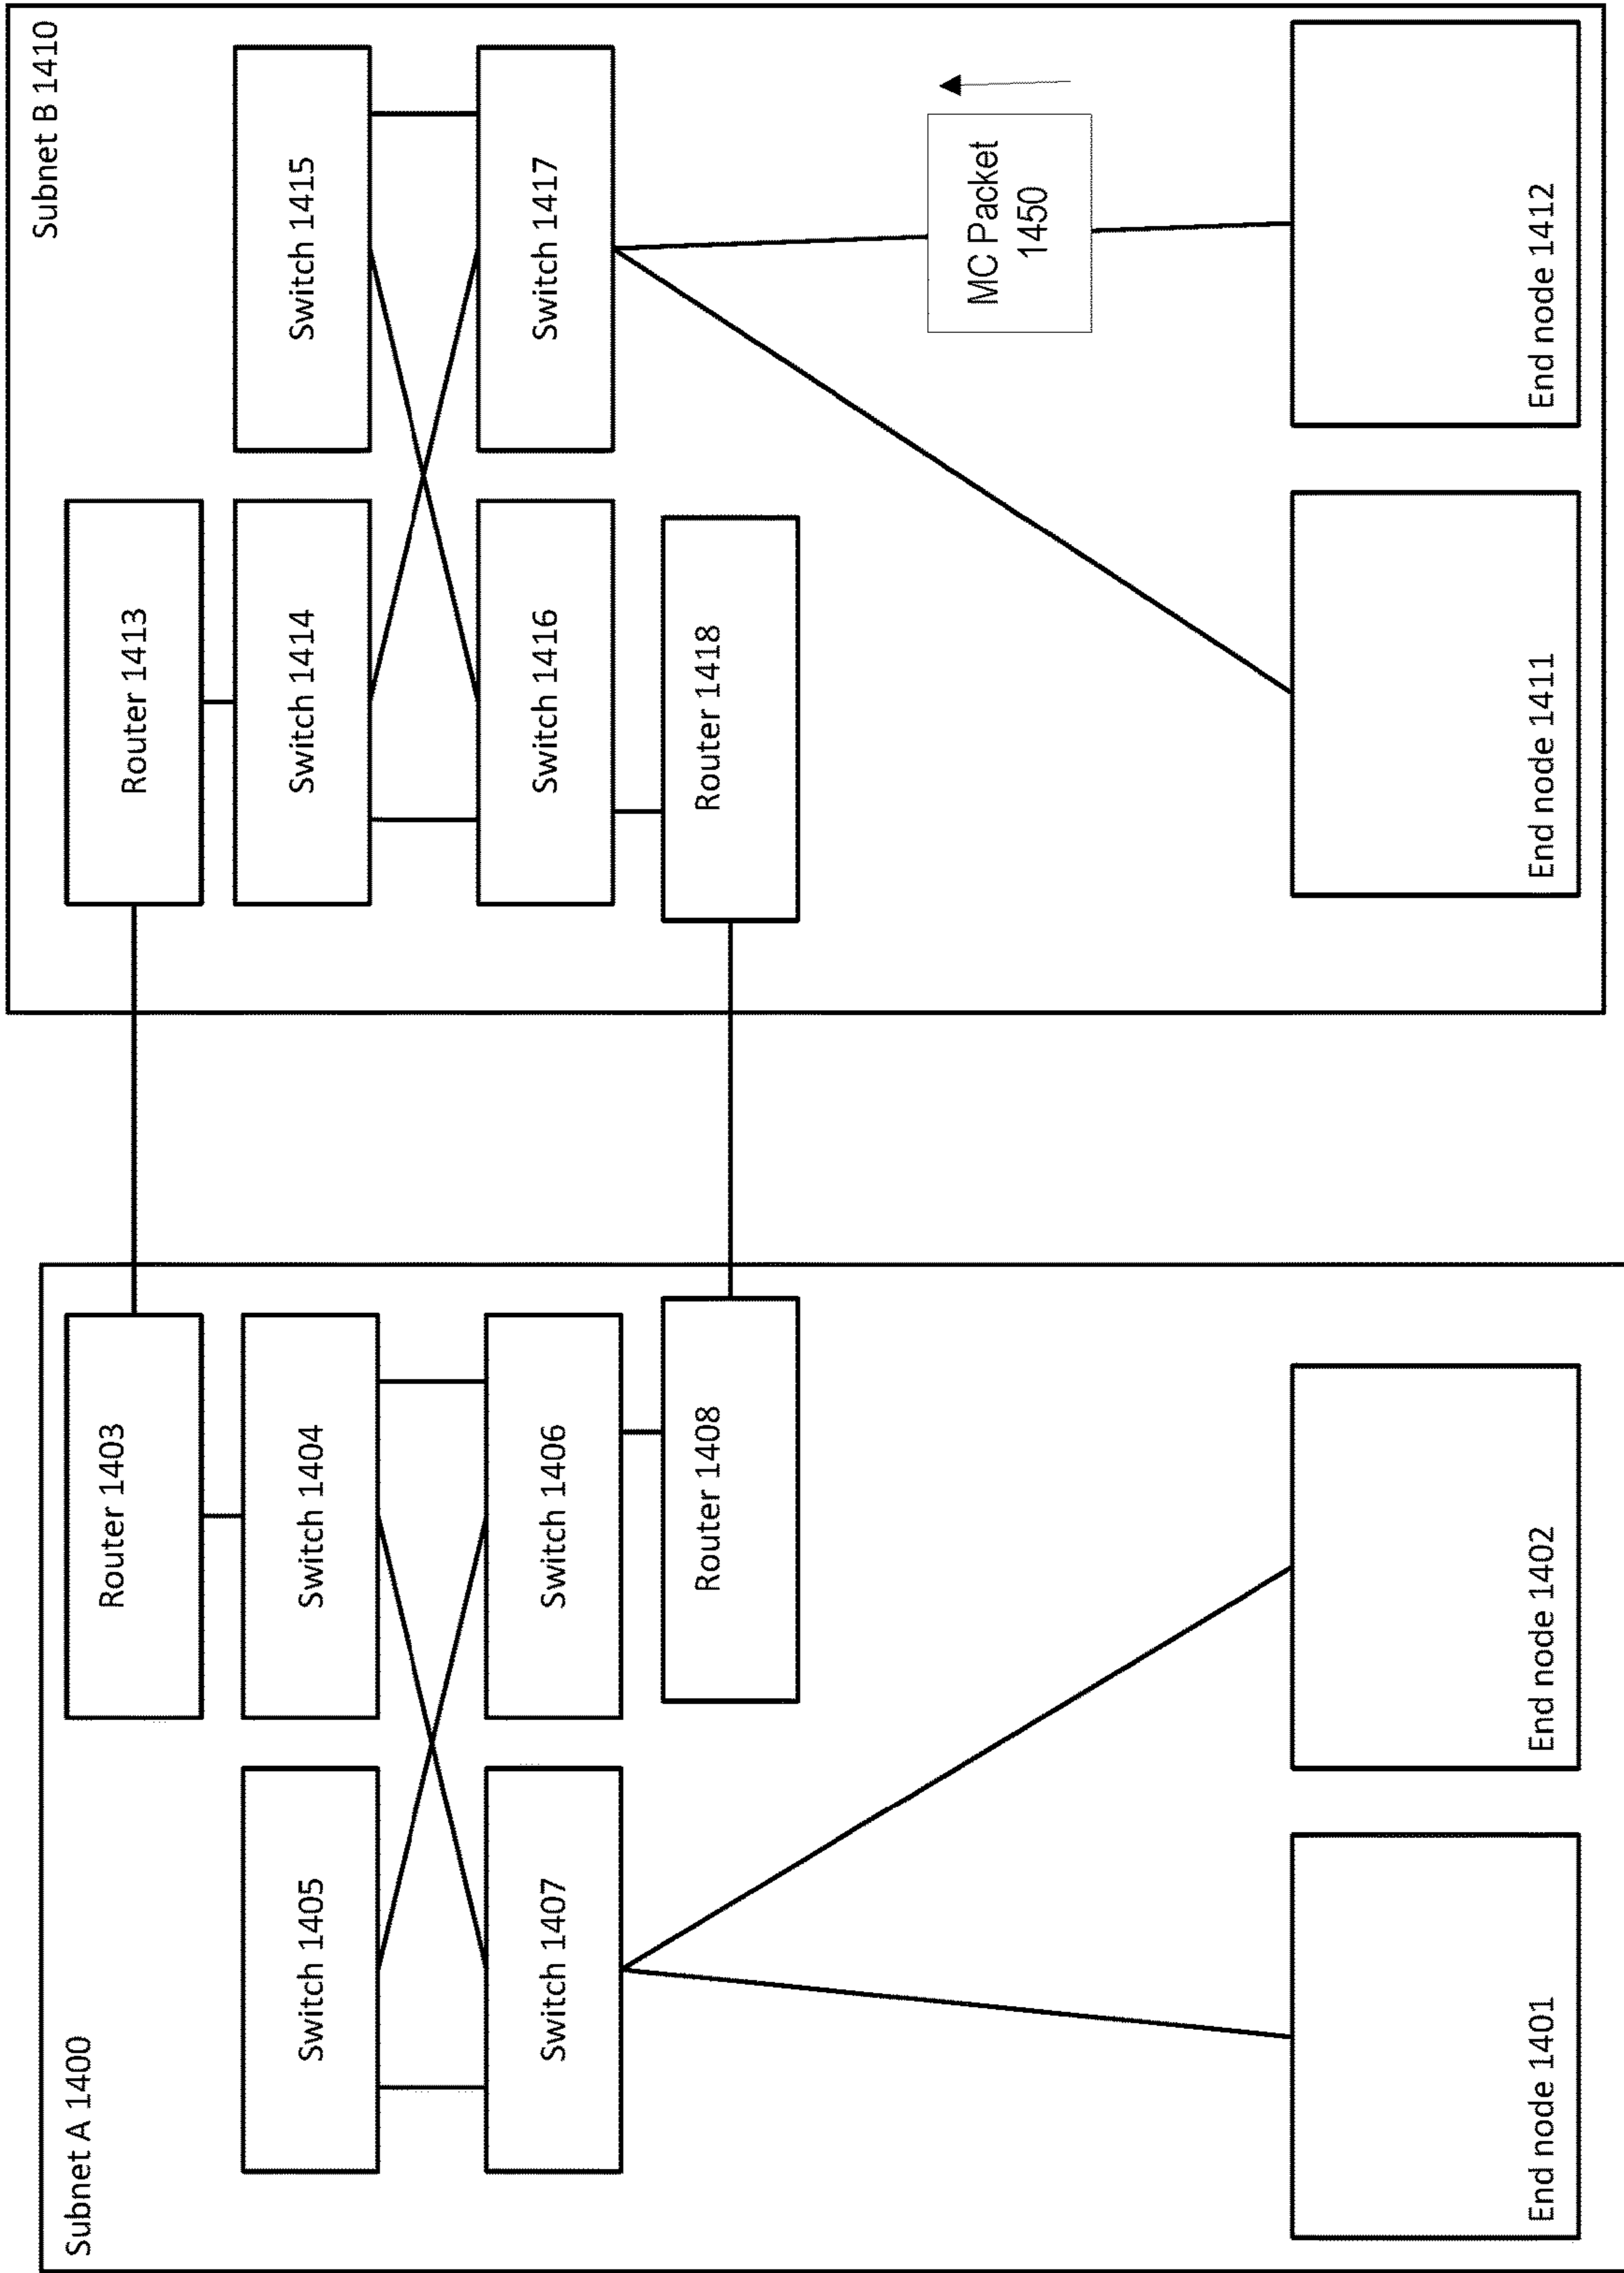 Subnet A 1400
Router 1403
Switch 1405
Switch 1404
Switch 1407
Switch 1406
Router 1408
End node 1401
End node 1402
Subnet B 1410
Router 1413
Switch 1414
Switch 1415
Switch 1416
Switch 1417
Router 1418
MC Packet
1450
End node 1411
End node 1412